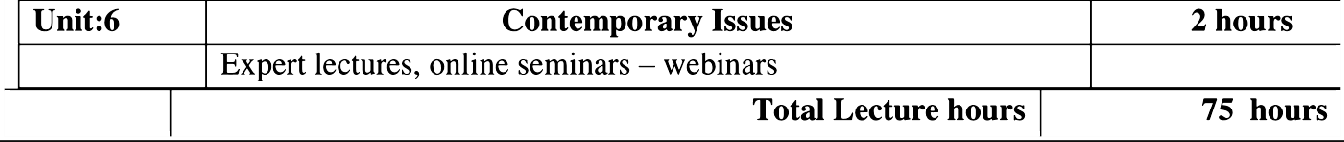 Unit:6 Contemporary Issues 2 hours
Expert lectures, online seminars – webinars
Total Lecture hours 75 hours